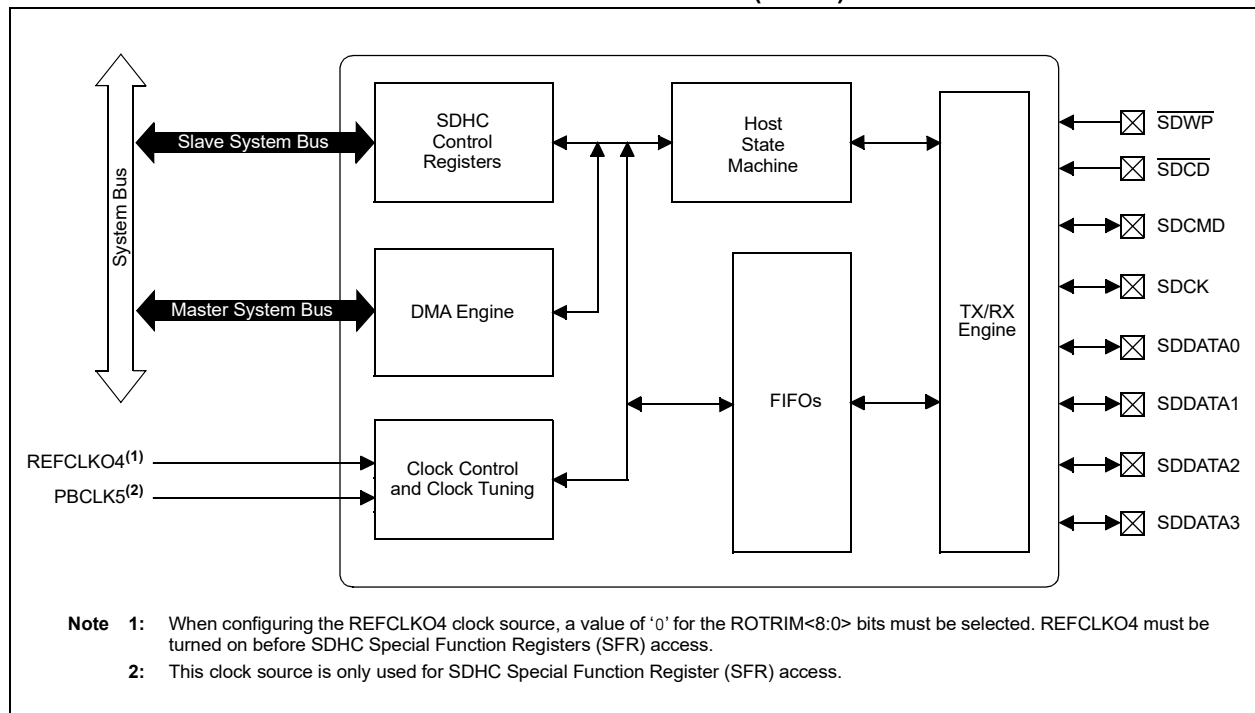 System Bus
Slave System Bus
SDHC
Control
Registers
Host
State
Machine
Master System Bus
DMA Engine
FIFOs
TX/RX
Engine
REFCLKO4(1)
PBCLK5(2)
Clock Control
and Clock Tuning
SDWP
SDCD
SDCMD
SDCK
SDDATA0
SDDATA1
SDDATA2
SDDATA3
Note 1: When configuring the REFCLKO4 clock source, a value of ‘0’ for the ROTRIM<8:0> bits must be selected. REFCLKO4 must be
turned on before SDHC Special Function Registers (SFR) access.
2: This clock source is only used for SDHC Special Function Register (SFR) access.